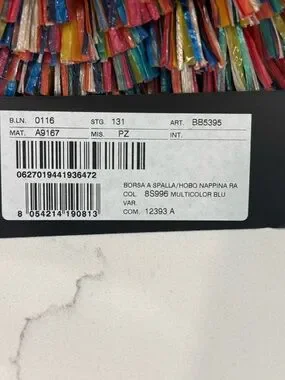 B.LN. 0116 STG. 131 ART. BB5395
MAT. A9167 MIS. PZ INT.
0627019441936472
BORSA A SPALLA/HOBO NAPPINA RA
COL. 8S996 MULTICOLOR BLU
VAR.
8 054214 190813
COM. 12393 A